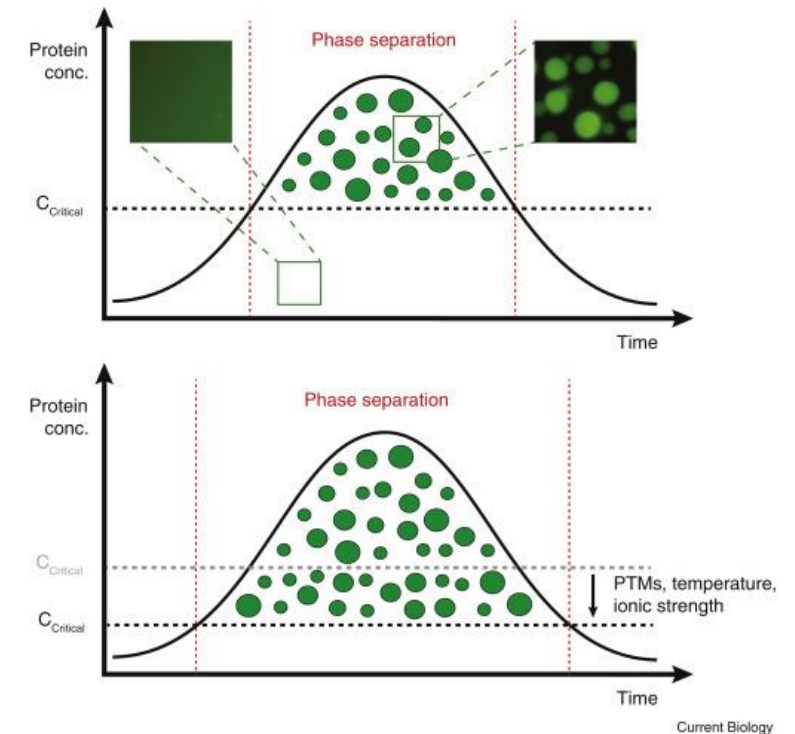 Phase separation
Protein
conc.
CCritical
Time
Protein
conc.
Phase separation
CCritical
PTMs, temperature,
ionic strength
CCritical
Time
Current Biology